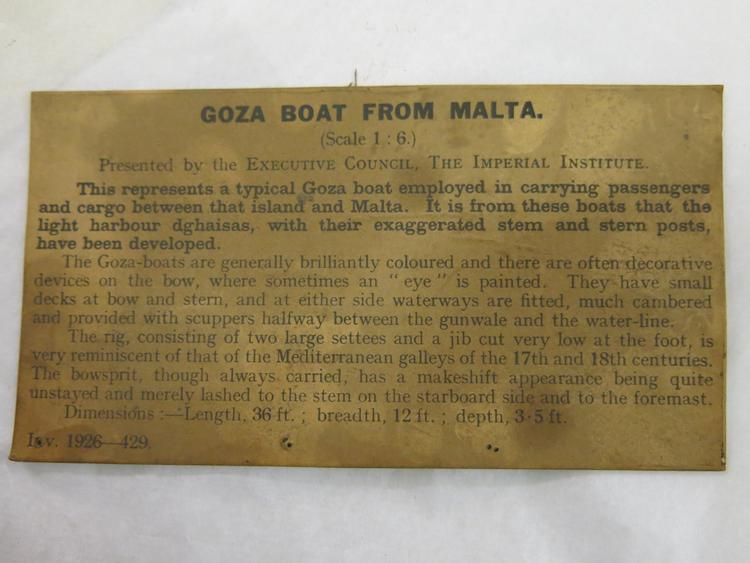 GOZA BOAT FROM MALTA.
(Scale 1 : 6.)
Presented by the EXECUTIVE COUNCIL, THE IMPERIAL INSTITUTE.
This represents a typical Goza boat employed in carrying passengers
and cargo between that island and Malta. It is from these boats that the
light harbour dghaisas, with their exaggerated stem and stern posts,
have been developed.
The Goza-boats are generally brilliantly coloured and there are often decorative
devices on the bow, where sometimes an "eye" is painted. They have small
decks at bow and stern, and at either side waterways are fitted, much cambered
and provided with scuppers halfway between the gunwale and the water-line.
The rig, consisting of two large settees and a jib cut very low at the foot, is
very reminiscent of that of the Mediterranean galleys of the 17th and 18th centuries.
The bowsprit, though always carried, has a makeshift appearance being quite
unstayed and merely lashed to the stem on the starboard side and to the foremast.
Dimensions :—Length, 36 ft. ; breadth, 12 ft. ; depth, 3·5 ft.
Inv. 1926—429.